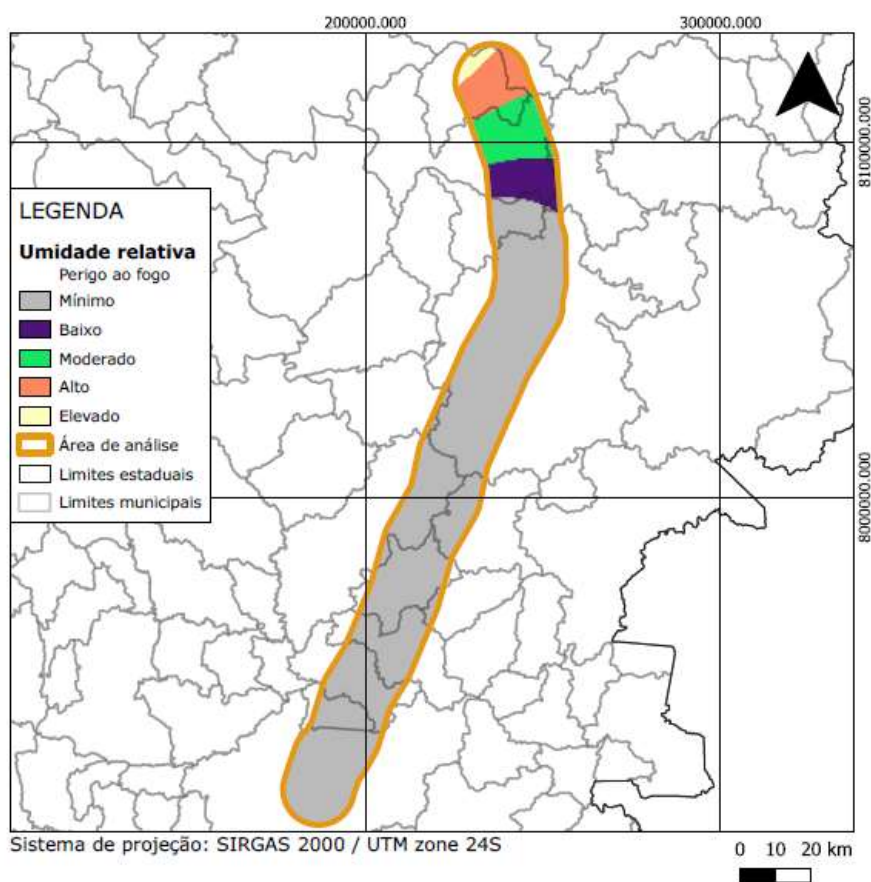 200000.000 300000.000
8100000.000
8000000.000
LEGENDA
Umidade relativa
Perigo ao fogo
Mínimo
Baixo
Moderado
Alto
Elevado
Área de análise
Limites estaduais
Limites municipais
Sistema de projeção: SIRGAS 2000 / UTM zone 24S
0 10 20 km